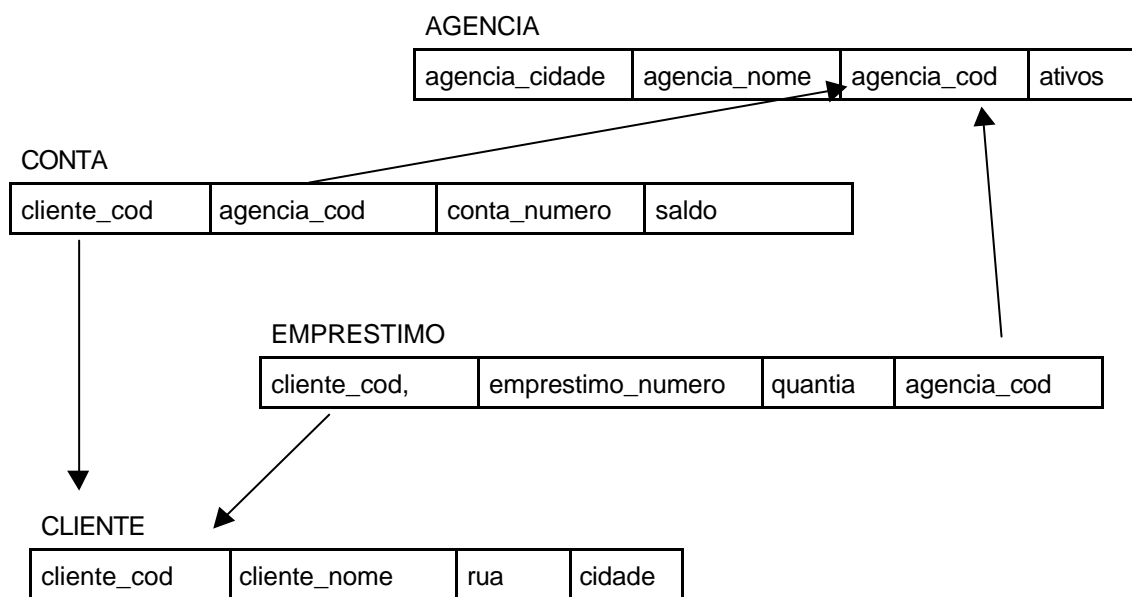 AGENCIA
agencia_cidade agencia_nome agencia_cod ativos
CONTA
cliente_cod agencia_cod conta_numero saldo
EMPRESTIMO
cliente_cod, emprestimo_numero quantia agencia_cod
CLIENTE
cliente_cod cliente_nome rua cidade